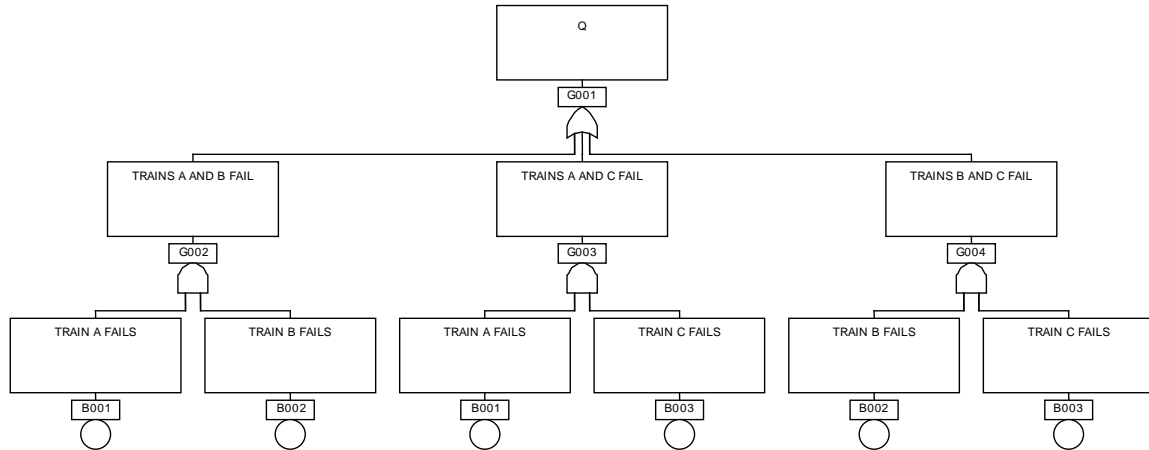 Q
G001
TRAINS A AND B FAIL
TRAINS A AND C FAIL
TRAINS B AND C FAIL
G002
G003
G004
TRAIN A FAILS
TRAIN B FAILS
TRAIN A FAILS
TRAIN C FAILS
TRAIN B FAILS
TRAIN C FAILS
B001
B002
B001
B003
B002
B003